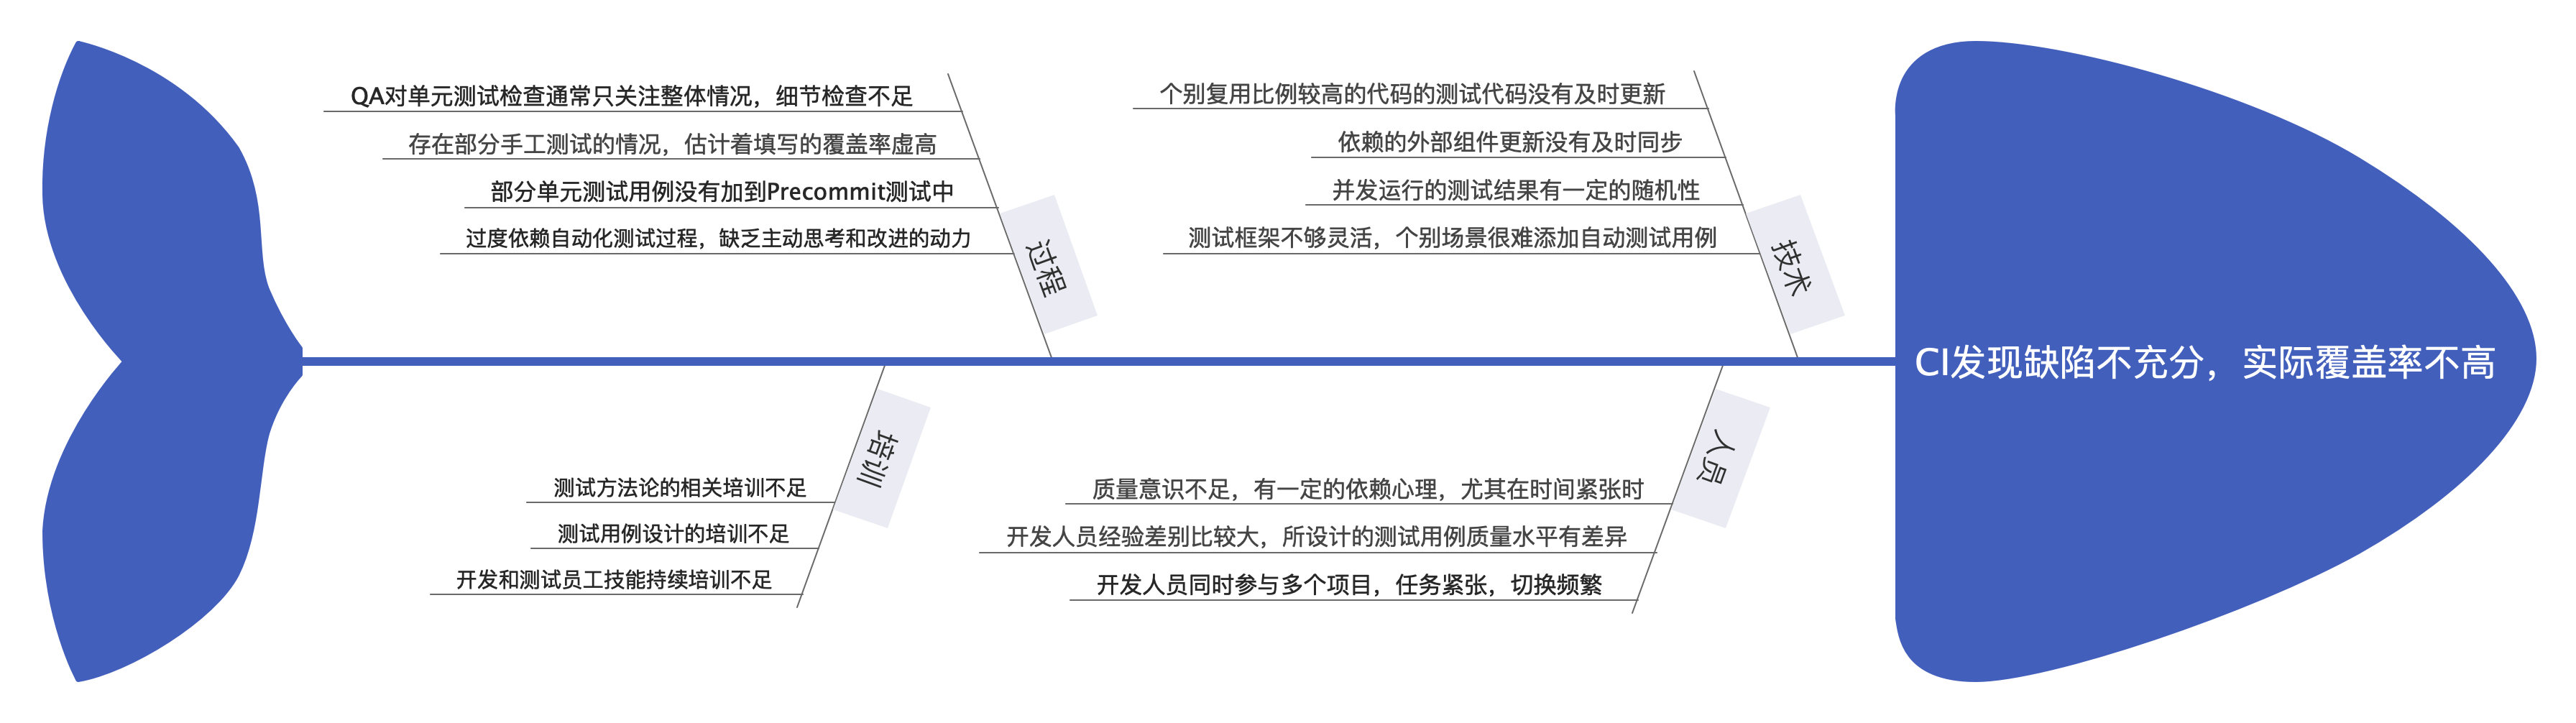 QA对单元测试检查通常只关注整体情况，细节检查不足
存在部分手工测试的情况，估计着填写的覆盖率虚高
部分单元测试用例没有加到Precommit测试中
过度依赖自动化测试过程，缺乏主动思考和改进的动力
过程
个别复用比例较高的代码的测试代码没有及时更新
依赖的外部组件更新没有及时同步
并发运行的测试结果有一定的随机性
测试框架不够灵活，个别场景很难添加自动测试用例
技术
CI发现缺陷不充分，实际覆盖率不高
培训
测试方法论的相关培训不足
测试用例设计的培训不足
开发和测试员工技能持续培训不足
人员
质量意识不足，有一定的依赖心理，尤其在时间紧张时
开发人员经验差别比较大，所设计的测试用例质量水平有差异
开发人员同时参与多个项目，任务紧张，切换频繁